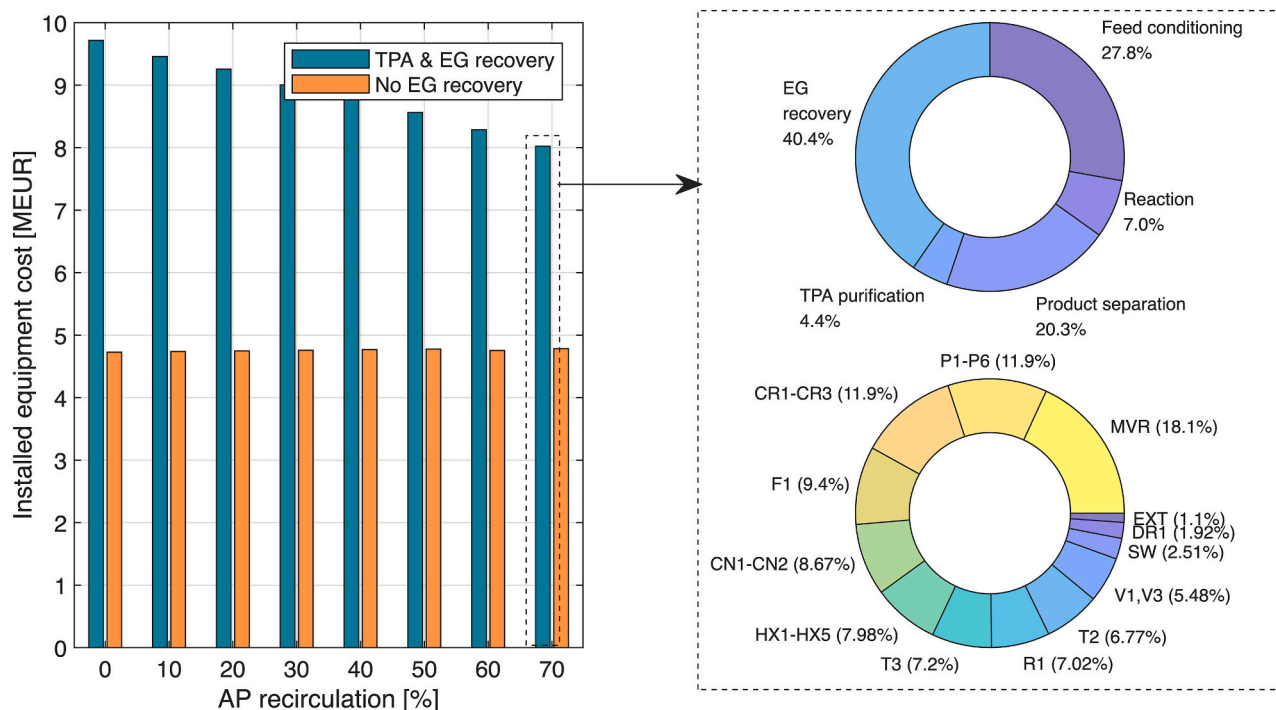 Installed equipment cost [MEUR]
10
9
8
7
6
5
4
3
2
1
0
TPA & EG recovery
No EG recovery
0 10 20 30 40 50 60 70
AP recirculation [%]
Feed conditioning
27.8%
EG
recovery
40.4%
Reaction
7.0%
TPA purification
4.4%
Product separation
20.3%
P1-P6 (11.9%)
CR1-CR3 (11.9%)
MVR (18.1%)
F1 (9.4%)
EXT (1.1%)
DR1 (1.92%)
SW (2.51%)
CN1-CN2 (8.67%)
V1,V3 (5.48%)
HX1-HX5 (7.98%)
T2 (6.77%)
T3 (7.2%)
R1 (7.02%)